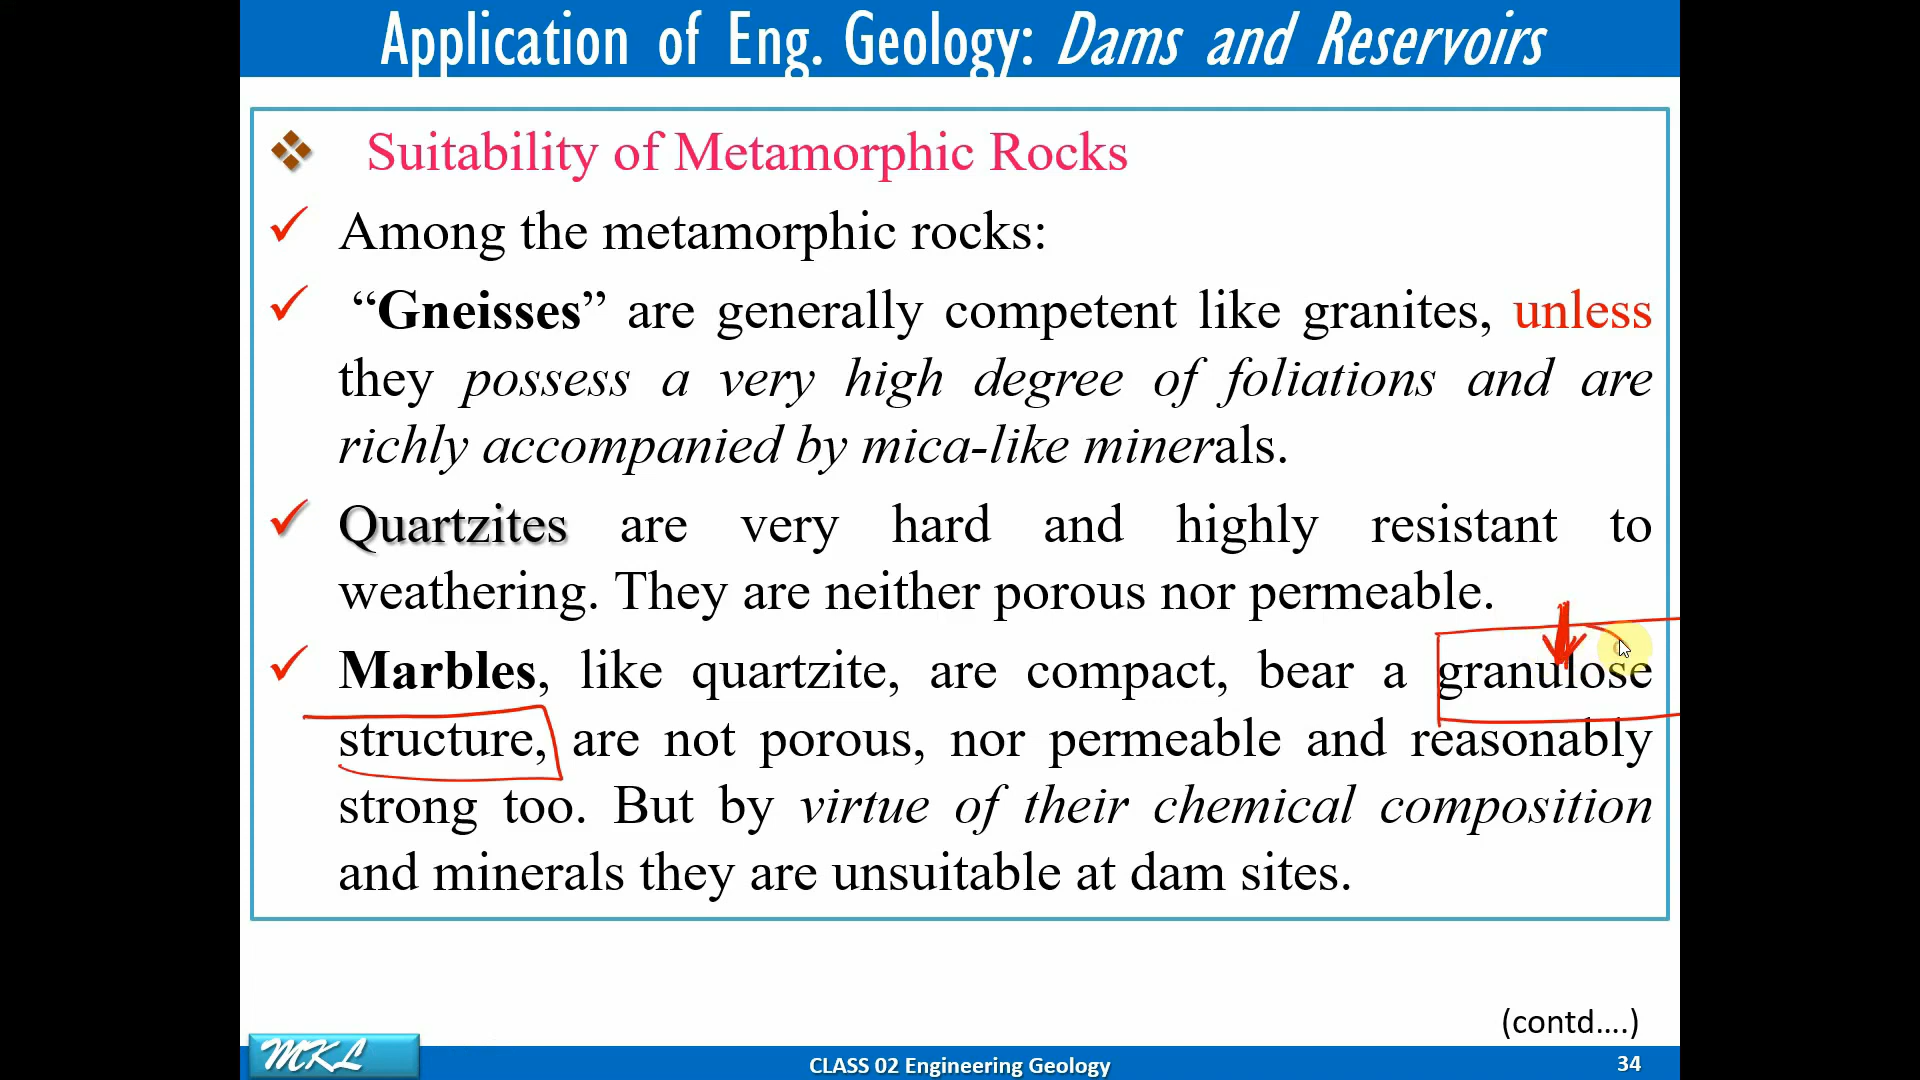 Application of Eng. Geology: Dams and Reservoirs
Suitability of Metamorphic Rocks
Among the metamorphic rocks:
“Gneisses” are generally competent like granites, unless
they possess a very high degree of foliations and are
richly accompanied by mica-like minerals.
Quartzites are very hard and highly resistant to
weathering. They are neither porous nor permeable.
Marbles, like quartzite, are compact, bear a granulose
structure, are not porous, nor permeable and reasonably
strong too. But by virtue of their chemical composition
and minerals they are unsuitable at dam sites.
(contd....)
MKL
CLASS 02 Engineering Geology
34